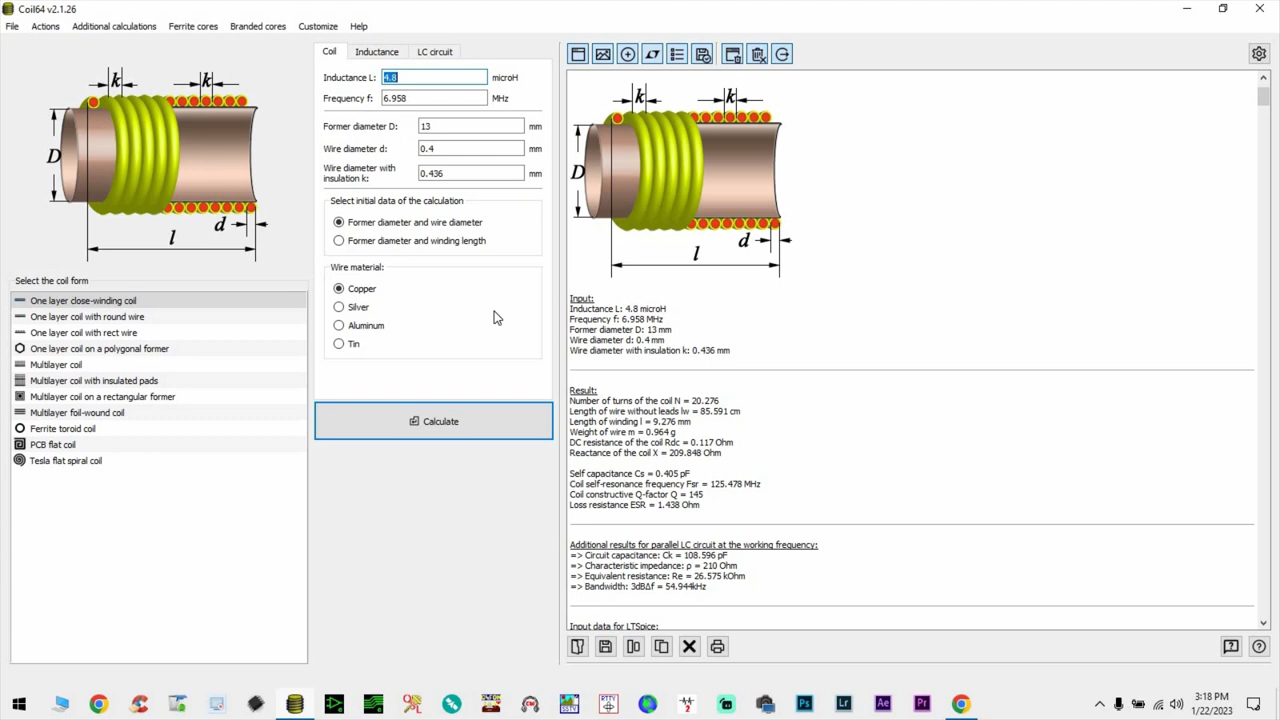 Coil64 v2.1.26
File Actions Additional calculations Ferrite cores Branded cores Customize Help
k k
D
d
l
Select the coil form
One layer close-winding coil
One layer coil with round wire
One layer coil with rect wire
One layer coil on a polygonal former
Multilayer coil
Multilayer coil with insulated pads
Multilayer coil on a rectangular former
Multilayer foil-wound coil
Ferrite toroid coil
PCB flat coil
Tesla flat spiral coil
Coil Inductance LC circuit
Inductance L: 4.8 microH
Frequency f: 6.958 MHz
Former diameter D: 13 mm
Wire diameter d: 0.4 mm
Wire diameter with
insulation k: 0.436 mm
Select initial data of the calculation
Former diameter and wire diameter
Former diameter and winding length
Wire material:
Copper
Silver
Aluminum
Tin
Calculate
k k
D
d
l
Input:
Inductance L: 4.8 microH
Frequency f: 6.958 MHz
Former diameter D: 13 mm
Wire diameter d: 0.4 mm
Wire diameter with insulation k: 0.436 mm
Result:
Number of turns of the coil N = 20.276
Length of wire without leads lw = 85.591 cm
Length of winding l = 9.276 mm
Weight of wire m = 0.964 g
DC resistance of the coil Rdc = 0.117 Ohm
Reactance of the coil X = 209.848 Ohm
Self capacitance Cs = 0.405 pF
Coil self-resonance frequency Fsr = 125.478 MHz
Coil constructive Q-factor Q = 145
Loss resistance ESR = 1.438 Ohm
Additional results for parallel LC circuit at the working frequency:
=> Circuit capacitance: Ck = 108.596 pF
=> Characteristic impedance: ρ = 210 Ohm
=> Equivalent resistance: Re = 26.575 kOhm
=> Bandwidth: 3dBΔf = 54.944kHz
Input data for LTSpice:
Ps Lr Ae Pr
3:18 PM
1/22/2023